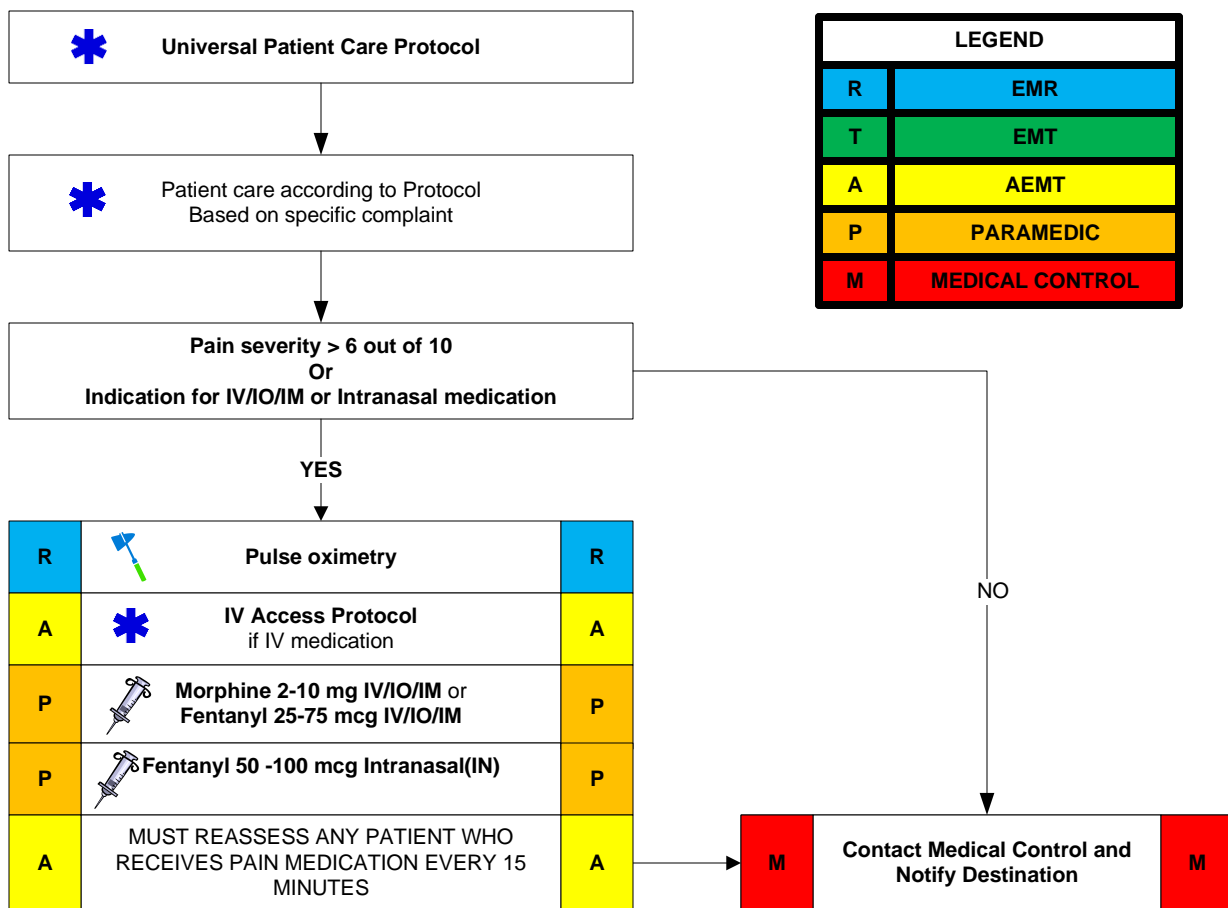 Universal Patient Care Protocol
LEGEND
R EMR
T EMT
A AEMT
P PARAMEDIC
M MEDICAL CONTROL
Patient care according to Protocol
Based on specific complaint
Pain severity > 6 out of 10
Or
Indication for IV/IO/IM or Intranasal medication
YES
NO
R Pulse oximetry R
A IV Access Protocol A
if IV medication
P Morphine 2-10 mg IV/IO/IM or P
Fentanyl 25-75 mcg IV/IO/IM
P Fentanyl 50 -100 mcg Intranasal(IN) P
A MUST REASSESS ANY PATIENT WHO A
RECEIVES PAIN MEDICATION EVERY 15
MINUTES
M Contact Medical Control and M
Notify Destination